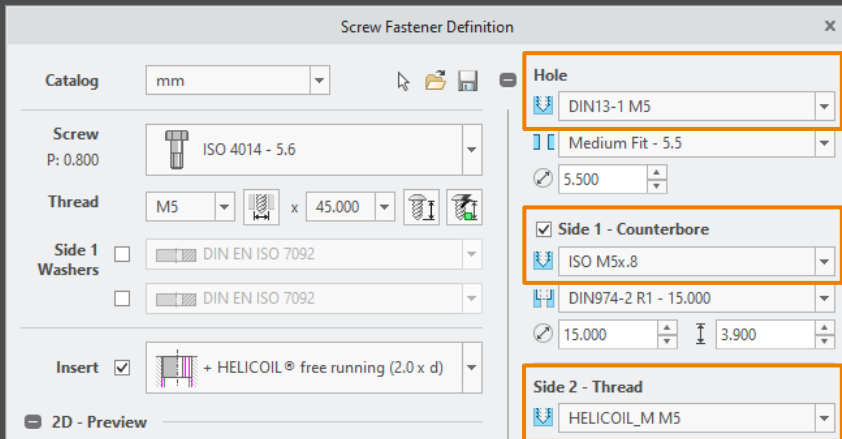 Screw Fastener Definition
Catalog
mm
Screw
P: 0.800
ISO 4014 - 5.6
Thread
M5
x
45.000
Side 1
Washers
DIN EN ISO 7092
DIN EN ISO 7092
Insert
+ HELICOIL® free running (2.0 x d)
2D - Preview
Hole
DIN13-1 M5
Medium Fit - 5.5
5.500
Side 1 - Counterbore
ISO M5x.8
DIN974-2 R1 - 15.000
15.000
3.900
Side 2 - Thread
HELICOIL_M M5